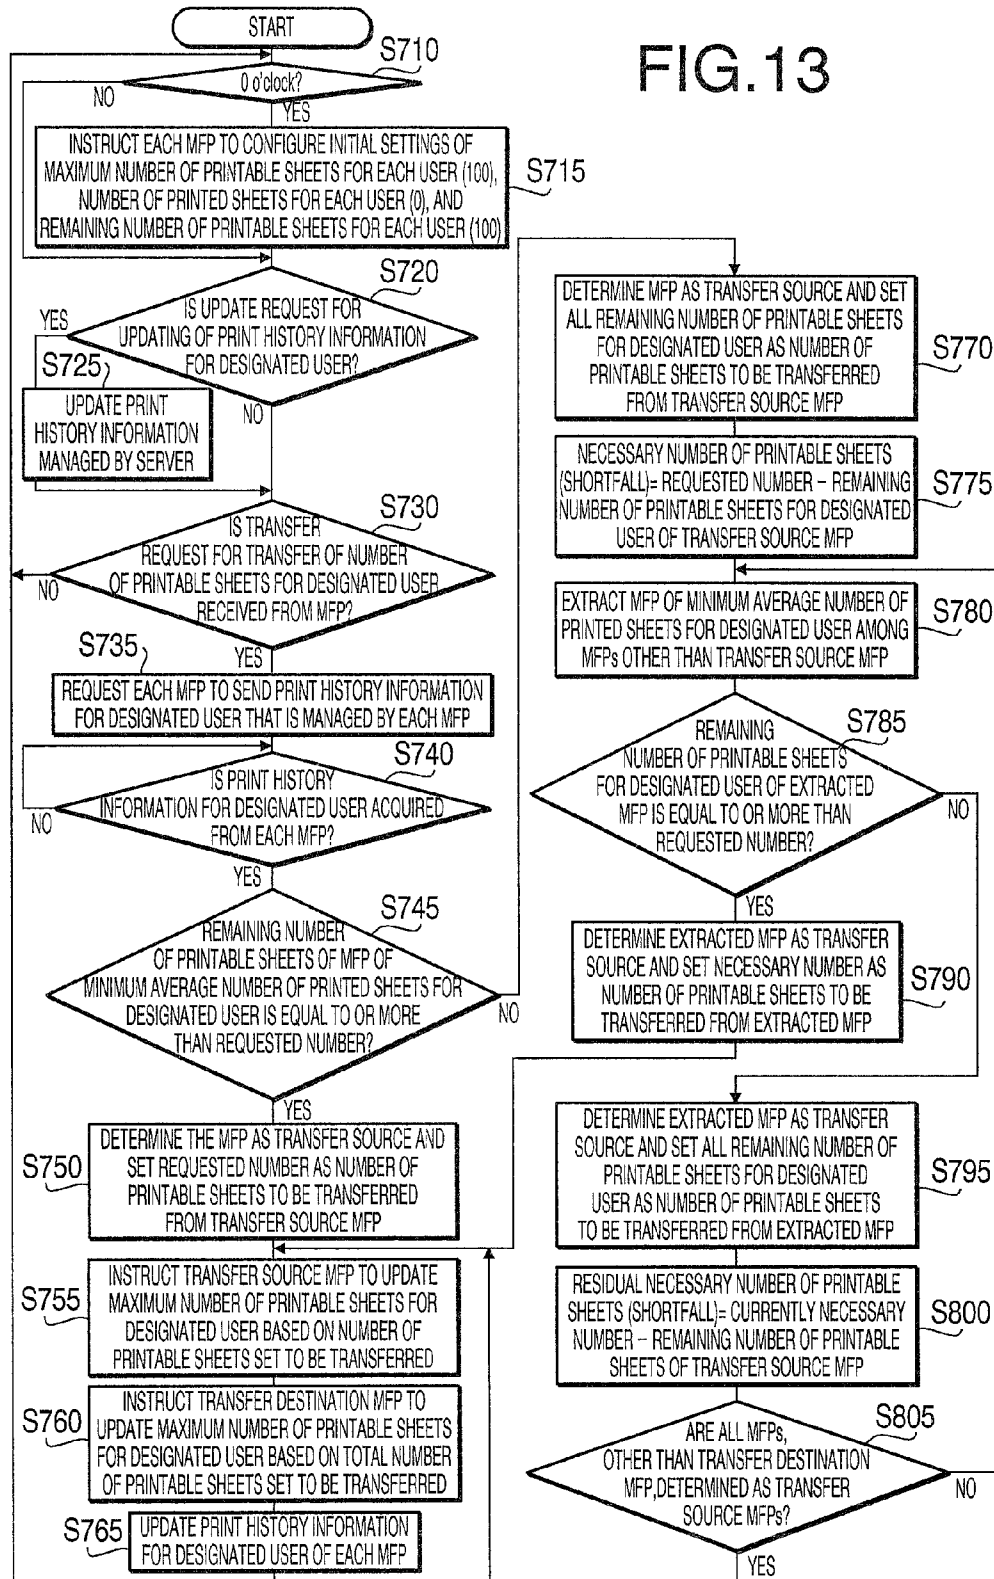 FIG.13
START
S710
0 o'clock?
NO
YES
INSTRUCT EACH MFP TO CONFIGURE INITIAL SETTINGS OF
MAXIMUM NUMBER OF PRINTABLE SHEETS FOR EACH USER (100),
NUMBER OF PRINTED SHEETS FOR EACH USER (0), AND
REMAINING NUMBER OF PRINTABLE SHEETS FOR EACH USER (100)
S715
S720
IS UPDATE REQUEST FOR
UPDATING OF PRINT HISTORY INFORMATION
FOR DESIGNATED USER?
YES
NO
S725
UPDATE PRINT
HISTORY INFORMATION
MANAGED BY SERVER
S730
IS TRANSFER
REQUEST FOR TRANSFER OF NUMBER
OF PRINTABLE SHEETS FOR DESIGNATED USER
RECEIVED FROM MFP?
NO
YES
S735
REQUEST EACH MFP TO SEND PRINT HISTORY INFORMATION
FOR DESIGNATED USER THAT IS MANAGED BY EACH MFP
S740
IS PRINT HISTORY
INFORMATION FOR DESIGNATED USER ACQUIRED
FROM EACH MFP?
NO
YES
S745
REMAINING NUMBER
OF PRINTABLE SHEETS OF MFP OF
MINIMUM AVERAGE NUMBER OF PRINTED SHEETS FOR
DESIGNATED USER IS EQUAL TO OR MORE
THAN REQUESTED NUMBER?
NO
YES
S750
DETERMINE THE MFP AS TRANSFER SOURCE AND
SET REQUESTED NUMBER AS NUMBER OF
PRINTABLE SHEETS TO BE TRANSFERRED
FROM TRANSFER SOURCE MFP
S755
INSTRUCT TRANSFER SOURCE MFP TO UPDATE
MAXIMUM NUMBER OF PRINTABLE SHEETS FOR
DESIGNATED USER BASED ON NUMBER OF
PRINTABLE SHEETS SET TO BE TRANSFERRED
S760
INSTRUCT TRANSFER DESTINATION MFP TO
UPDATE MAXIMUM NUMBER OF PRINTABLE SHEETS
FOR DESIGNATED USER BASED ON TOTAL NUMBER
OF PRINTABLE SHEETS SET TO BE TRANSFERRED
S765
UPDATE PRINT HISTORY INFORMATION
FOR DESIGNATED USER OF EACH MFP
DETERMINE MFP AS TRANSFER SOURCE AND SET
ALL REMAINING NUMBER OF PRINTABLE SHEETS
FOR DESIGNATED USER AS NUMBER OF
PRINTABLE SHEETS TO BE TRANSFERRED
FROM TRANSFER SOURCE MFP
S770
NECESSARY NUMBER OF PRINTABLE SHEETS
(SHORTFALL)= REQUESTED NUMBER – REMAINING
NUMBER OF PRINTABLE SHEETS FOR DESIGNATED
USER OF TRANSFER SOURCE MFP
S775
EXTRACT MFP OF MINIMUM AVERAGE NUMBER OF
PRINTED SHEETS FOR DESIGNATED USER AMONG
MFPs OTHER THAN TRANSFER SOURCE MFP
S780
S785
REMAINING
NUMBER OF PRINTABLE SHEETS
FOR DESIGNATED USER OF EXTRACTED
MFP IS EQUAL TO OR MORE THAN
REQUESTED NUMBER?
NO
YES
DETERMINE EXTRACTED MFP AS TRANSFER
SOURCE AND SET NECESSARY NUMBER AS
NUMBER OF PRINTABLE SHEETS TO BE
TRANSFERRED FROM EXTRACTED MFP
S790
DETERMINE EXTRACTED MFP AS TRANSFER
SOURCE AND SET ALL REMAINING NUMBER OF
PRINTABLE SHEETS FOR DESIGNATED
USER AS NUMBER OF PRINTABLE SHEETS
TO BE TRANSFERRED FROM EXTRACTED MFP
S795
RESIDUAL NECESSARY NUMBER OF PRINTABLE
SHEETS (SHORTFALL)= CURRENTLY NECESSARY
NUMBER – REMAINING NUMBER OF PRINTABLE
SHEETS OF TRANSFER SOURCE MFP
S800
S805
ARE ALL MFPs,
OTHER THAN TRANSFER DESTINATION
MFP,DETERMINED AS TRANSFER
SOURCE MFPs?
NO
YES